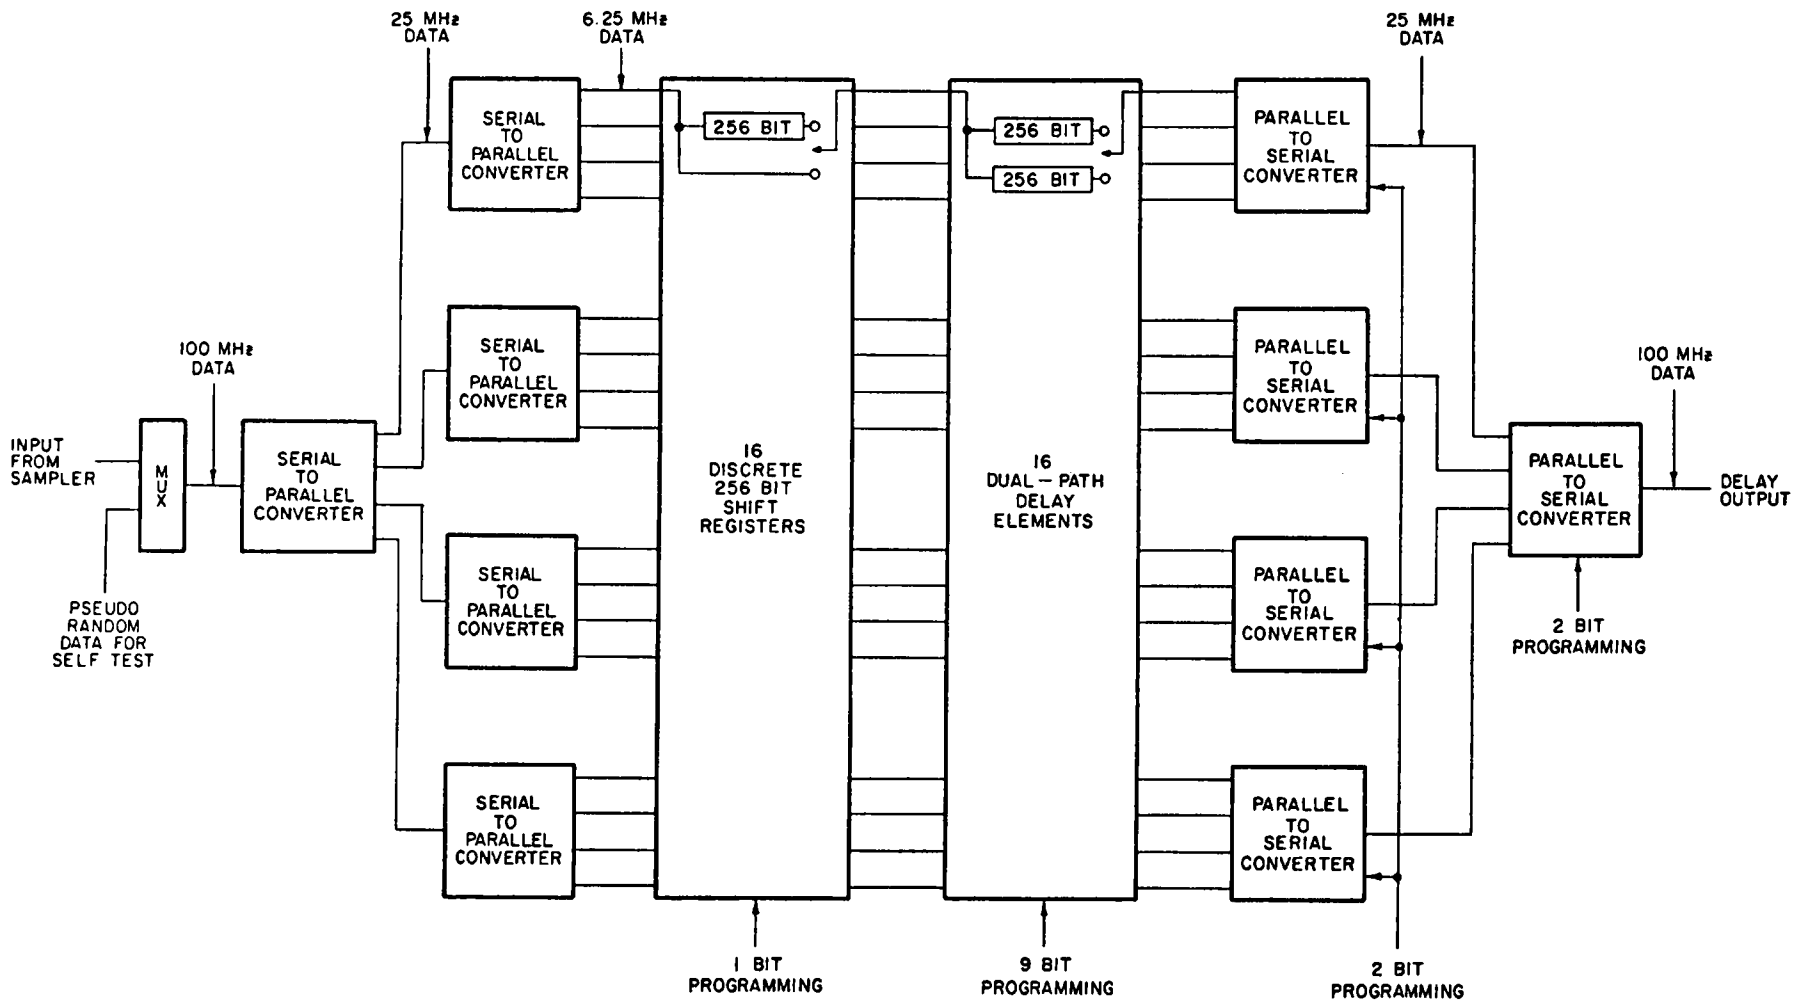 25 MHz
DATA
6.25 MHz
DATA
25 MHz
DATA
SERIAL
TO
PARALLEL
CONVERTER
256 BIT
256 BIT
256 BIT
PARALLEL
TO
SERIAL
CONVERTER
100 MHz
DATA
SERIAL
TO
PARALLEL
CONVERTER
PARALLEL
TO
SERIAL
CONVERTER
100 MHz
DATA
INPUT
FROM
SAMPLER
MUX
SERIAL
TO
PARALLEL
CONVERTER
16
DISCRETE
256 BIT
SHIFT
REGISTERS
16
DUAL-PATH
DELAY
ELEMENTS
PARALLEL
TO
SERIAL
CONVERTER
DELAY
OUTPUT
PSEUDO
RANDOM
DATA FOR
SELF TEST
SERIAL
TO
PARALLEL
CONVERTER
PARALLEL
TO
SERIAL
CONVERTER
2 BIT
PROGRAMMING
SERIAL
TO
PARALLEL
CONVERTER
PARALLEL
TO
SERIAL
CONVERTER
1 BIT
PROGRAMMING
9 BIT
PROGRAMMING
2 BIT
PROGRAMMING